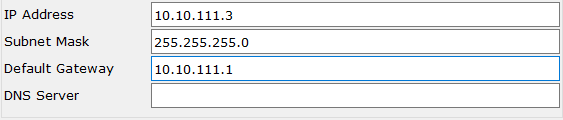 IP Address 10.10.111.3
Subnet Mask 255.255.255.0
Default Gateway 10.10.111.1
DNS Server